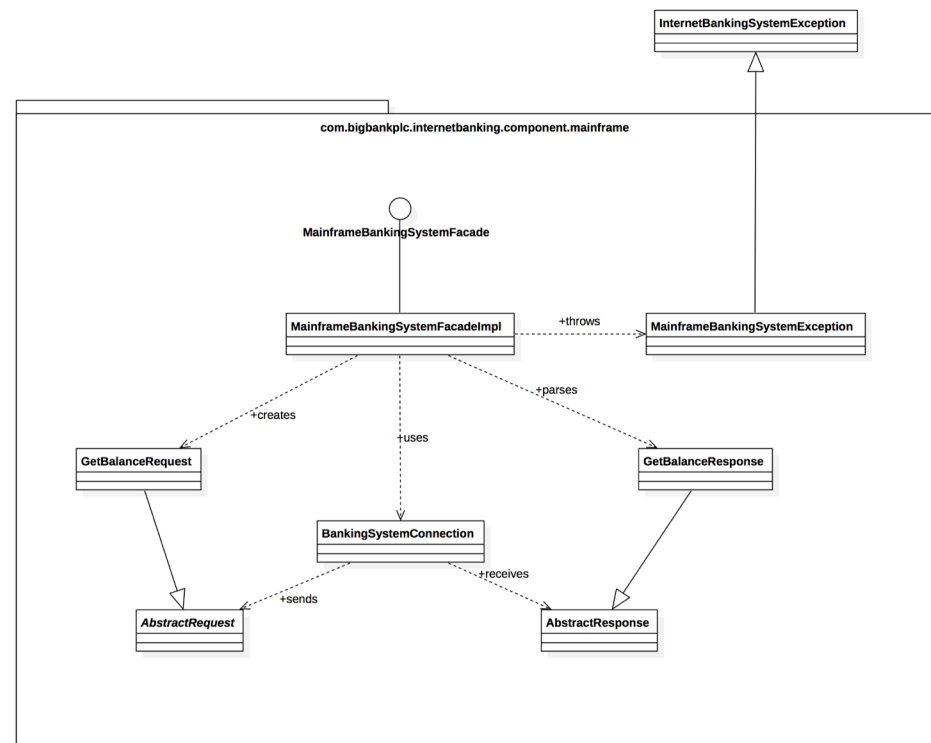 InternetBankingSystemException
com.bigbankplc.internetbanking.component.mainframe
MainframeBankingSystemFacade
MainframeBankingSystemFacadeImpl
+throws
MainframeBankingSystemException
+creates
+uses
+parses
GetBalanceRequest
GetBalanceResponse
BankingSystemConnection
+sends
+receives
AbstractRequest
AbstractResponse